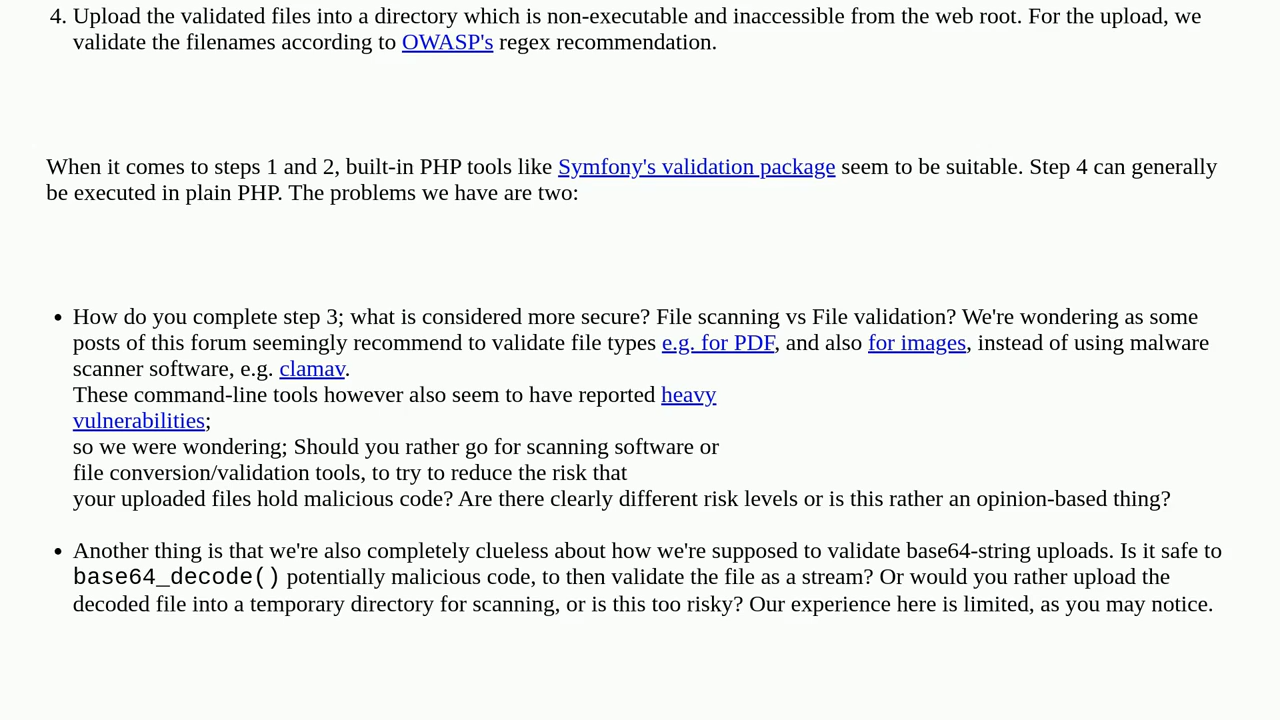 4. Upload the validated files into a directory which is non-executable and inaccessible from the web root. For the upload, we
validate the filenames according to OWASP's regex recommendation.
When it comes to steps 1 and 2, built-in PHP tools like Symfony's validation package seem to be suitable. Step 4 can generally
be executed in plain PHP. The problems we have are two:
• How do you complete step 3; what is considered more secure? File scanning vs File validation? We're wondering as some
posts of this forum seemingly recommend to validate file types e.g. for PDF, and also for images, instead of using malware
scanner software, e.g. clamav.
These command-line tools however also seem to have reported heavy
vulnerabilities;
so we were wondering; Should you rather go for scanning software or
file conversion/validation tools, to try to reduce the risk that
your uploaded files hold malicious code? Are there clearly different risk levels or is this rather an opinion-based thing?
• Another thing is that we're also completely clueless about how we're supposed to validate base64-string uploads. Is it safe to
base64_decode() potentially malicious code, to then validate the file as a stream? Or would you rather upload the
decoded file into a temporary directory for scanning, or is this too risky? Our experience here is limited, as you may notice.